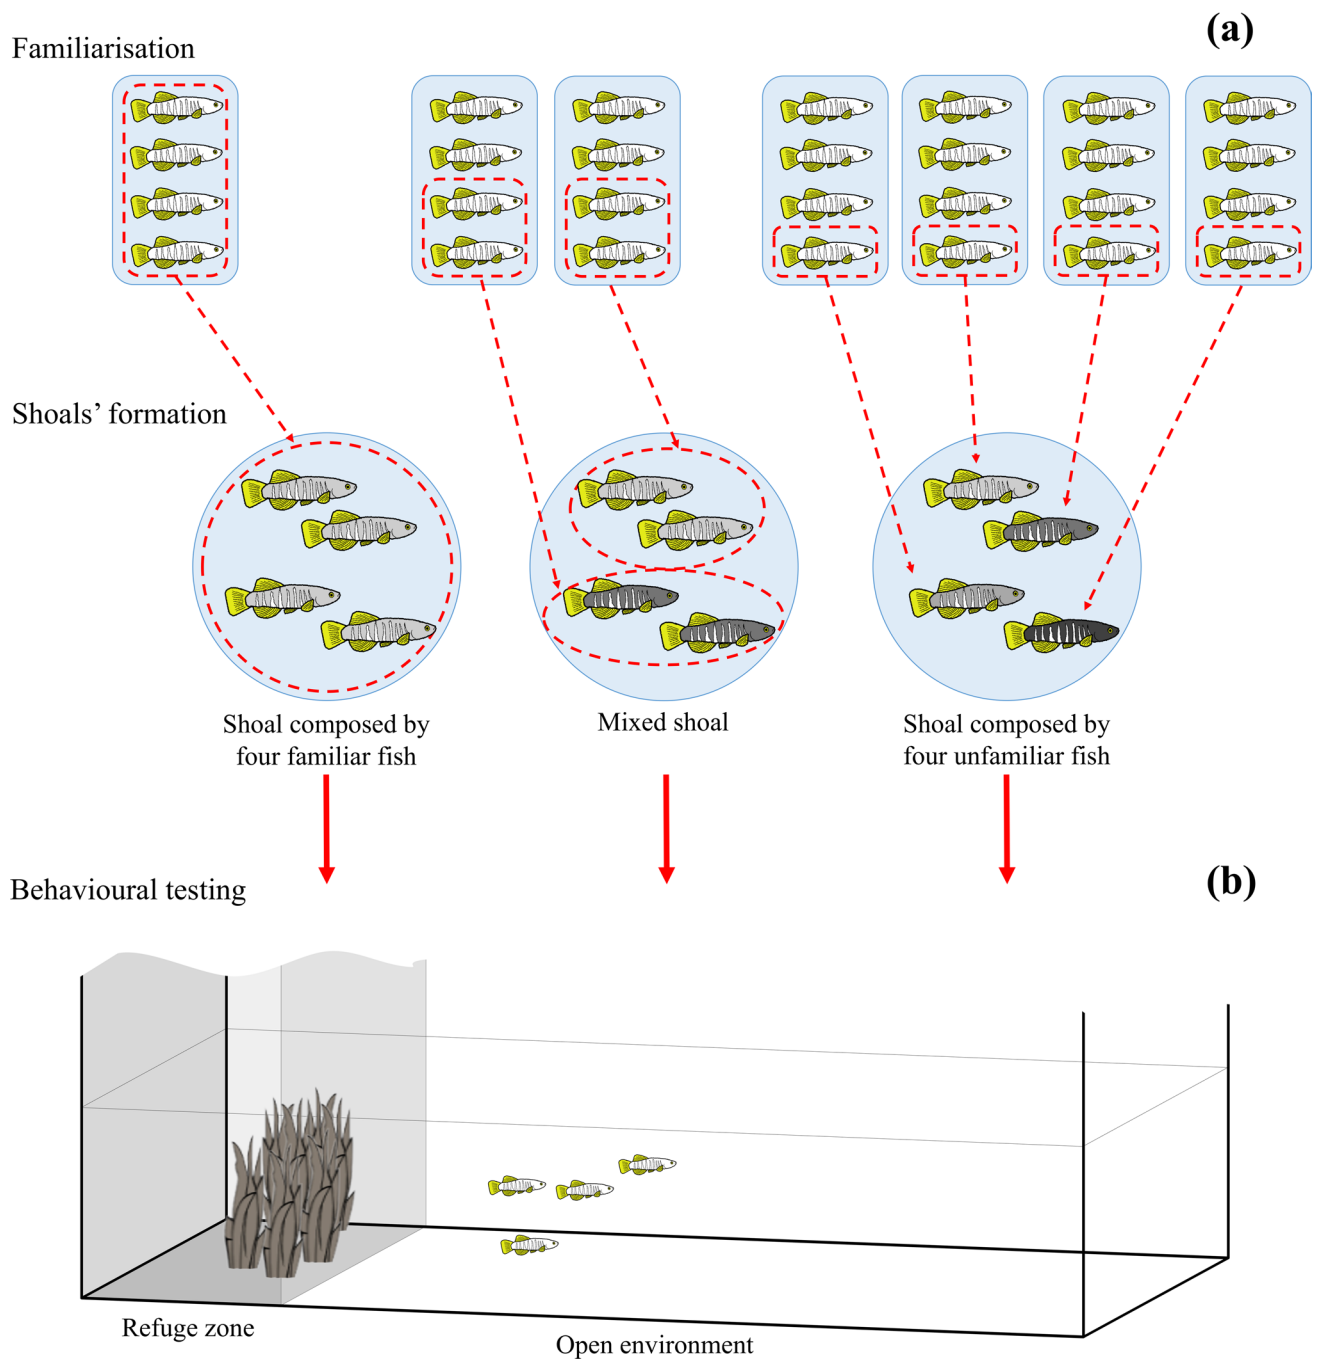 (a)
Familiarisation
Shoals’ formation
Shoal composed by
four familiar fish
Mixed shoal
Shoal composed by
four unfamiliar fish
(b)
Behavioural testing
Refuge zone
Open environment